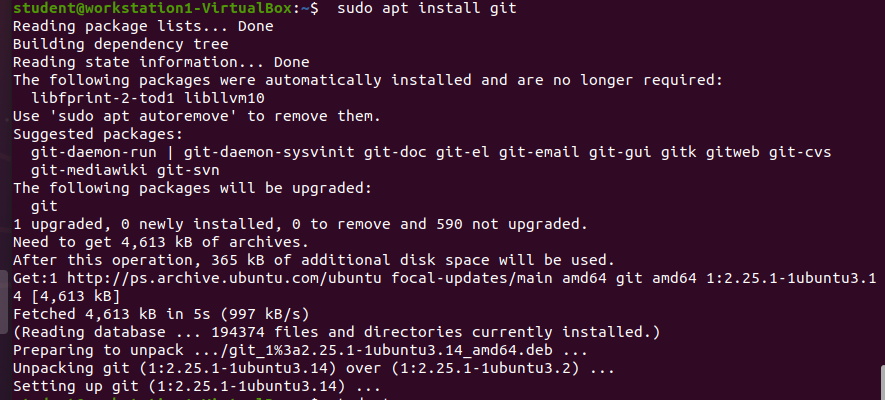 student@workstation1-VirtualBox:~$  sudo apt install git
Reading package lists... Done
Building dependency tree
Reading state information... Done
The following packages were automatically installed and are no longer required:
  libfprint-2-tod1 libllvm10
Use 'sudo apt autoremove' to remove them.
Suggested packages:
  git-daemon-run | git-daemon-sysvinit git-doc git-el git-email git-gui gitk gitweb git-cvs
  git-mediawiki git-svn
The following packages will be upgraded:
  git
1 upgraded, 0 newly installed, 0 to remove and 590 not upgraded.
Need to get 4,613 kB of archives.
After this operation, 365 kB of additional disk space will be used.
Get:1 http://ps.archive.ubuntu.com/ubuntu focal-updates/main amd64 git amd64 1:2.25.1-1ubuntu3.1
4 [4,613 kB]
Fetched 4,613 kB in 5s (997 kB/s)
(Reading database ... 194374 files and directories currently installed.)
Preparing to unpack .../git_1%3a2.25.1-1ubuntu3.14_amd64.deb ...
Unpacking git (1:2.25.1-1ubuntu3.14) over (1:2.25.1-1ubuntu3.2) ...
Setting up git (1:2.25.1-1ubuntu3.14) ...